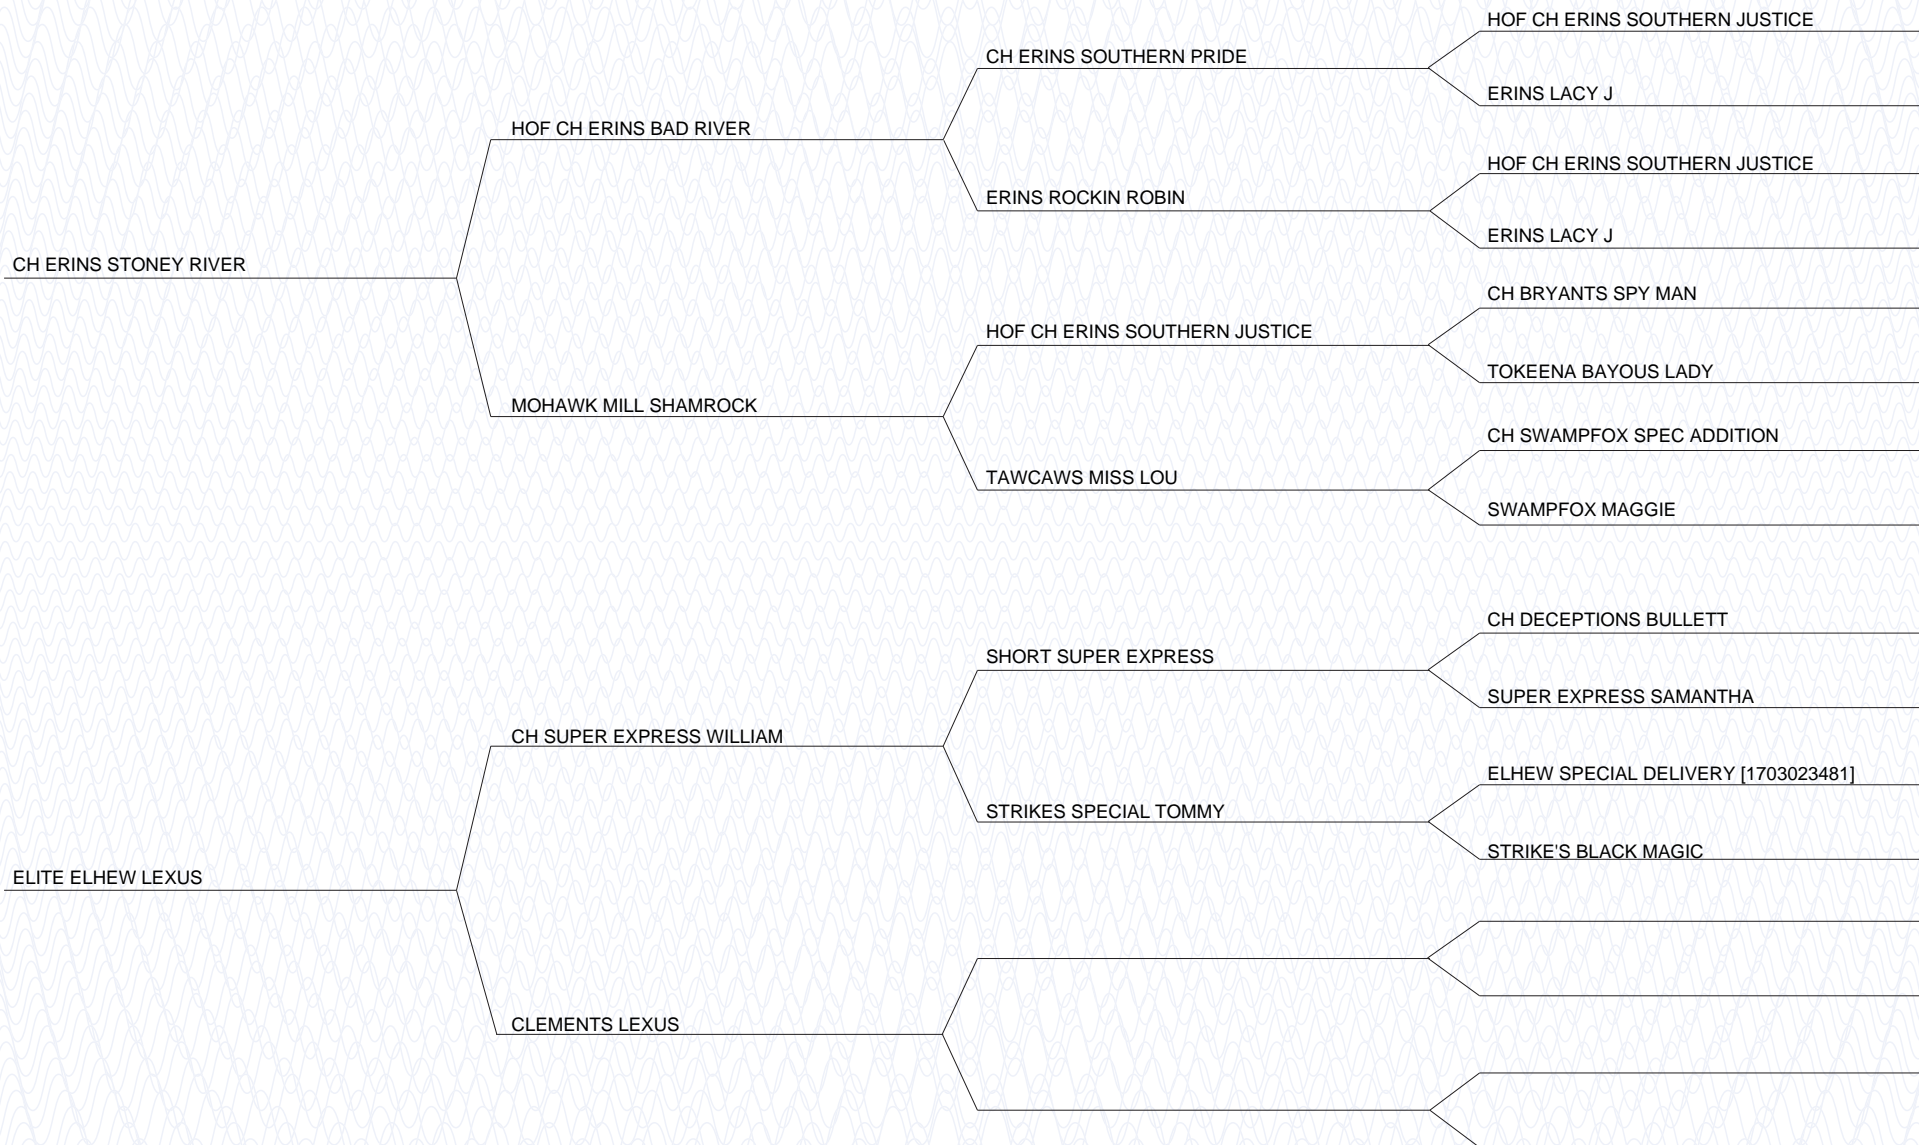 HOF CH ERINS SOUTHERN JUSTICE
CH ERINS SOUTHERN PRIDE
ERINS LACY J
HOF CH ERINS BAD RIVER
HOF CH ERINS SOUTHERN JUSTICE
ERINS ROCKIN ROBIN
ERINS LACY J
CH ERINS STONEY RIVER
CH BRYANTS SPY MAN
HOF CH ERINS SOUTHERN JUSTICE
TOKEENA BAYOUS LADY
MOHAWK MILL SHAMROCK
CH SWAMPFOX SPEC ADDITION
TAWCAWS MISS LOU
SWAMPFOX MAGGIE
CH DECEPTIONS BULLETT
SHORT SUPER EXPRESS
SUPER EXPRESS SAMANTHA
CH SUPER EXPRESS WILLIAM
ELHEW SPECIAL DELIVERY [1703023481]
STRIKES SPECIAL TOMMY
STRIKE'S BLACK MAGIC
ELITE ELHEW LEXUS
CLEMENTS LEXUS